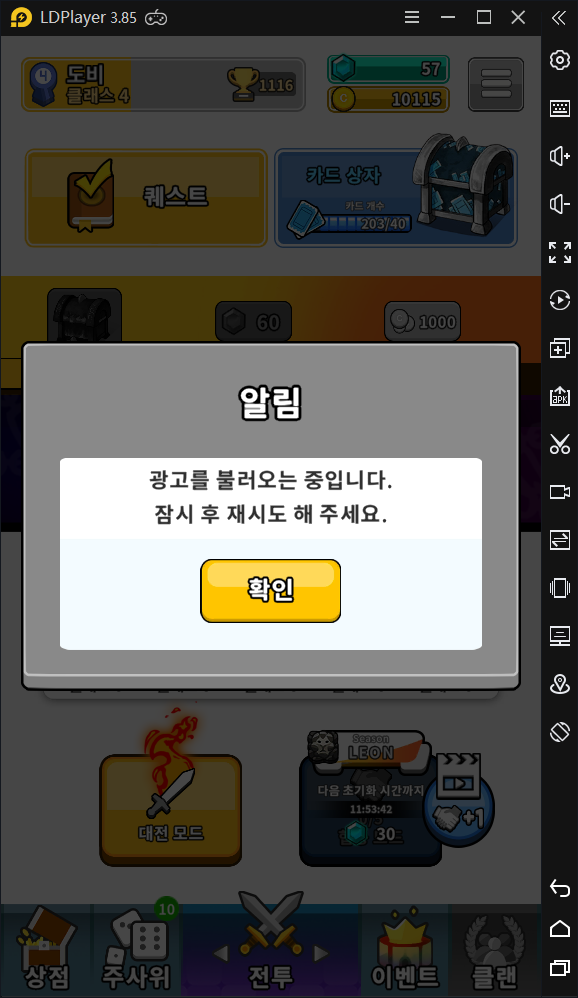 LDPlayer 3.85
4
도비
클래스 4
1116
57
10115
퀘스트
카드 상자
카드 개수
203/40
60
1000
알림
광고를 불러오는 중입니다.
잠시 후 재시도 해 주세요.
확인
대전 모드
Season
LEON
다음 초기화 시간까지
11:53:42
30
+1
10
상점
주사위
전투
이벤트
클랜
APK